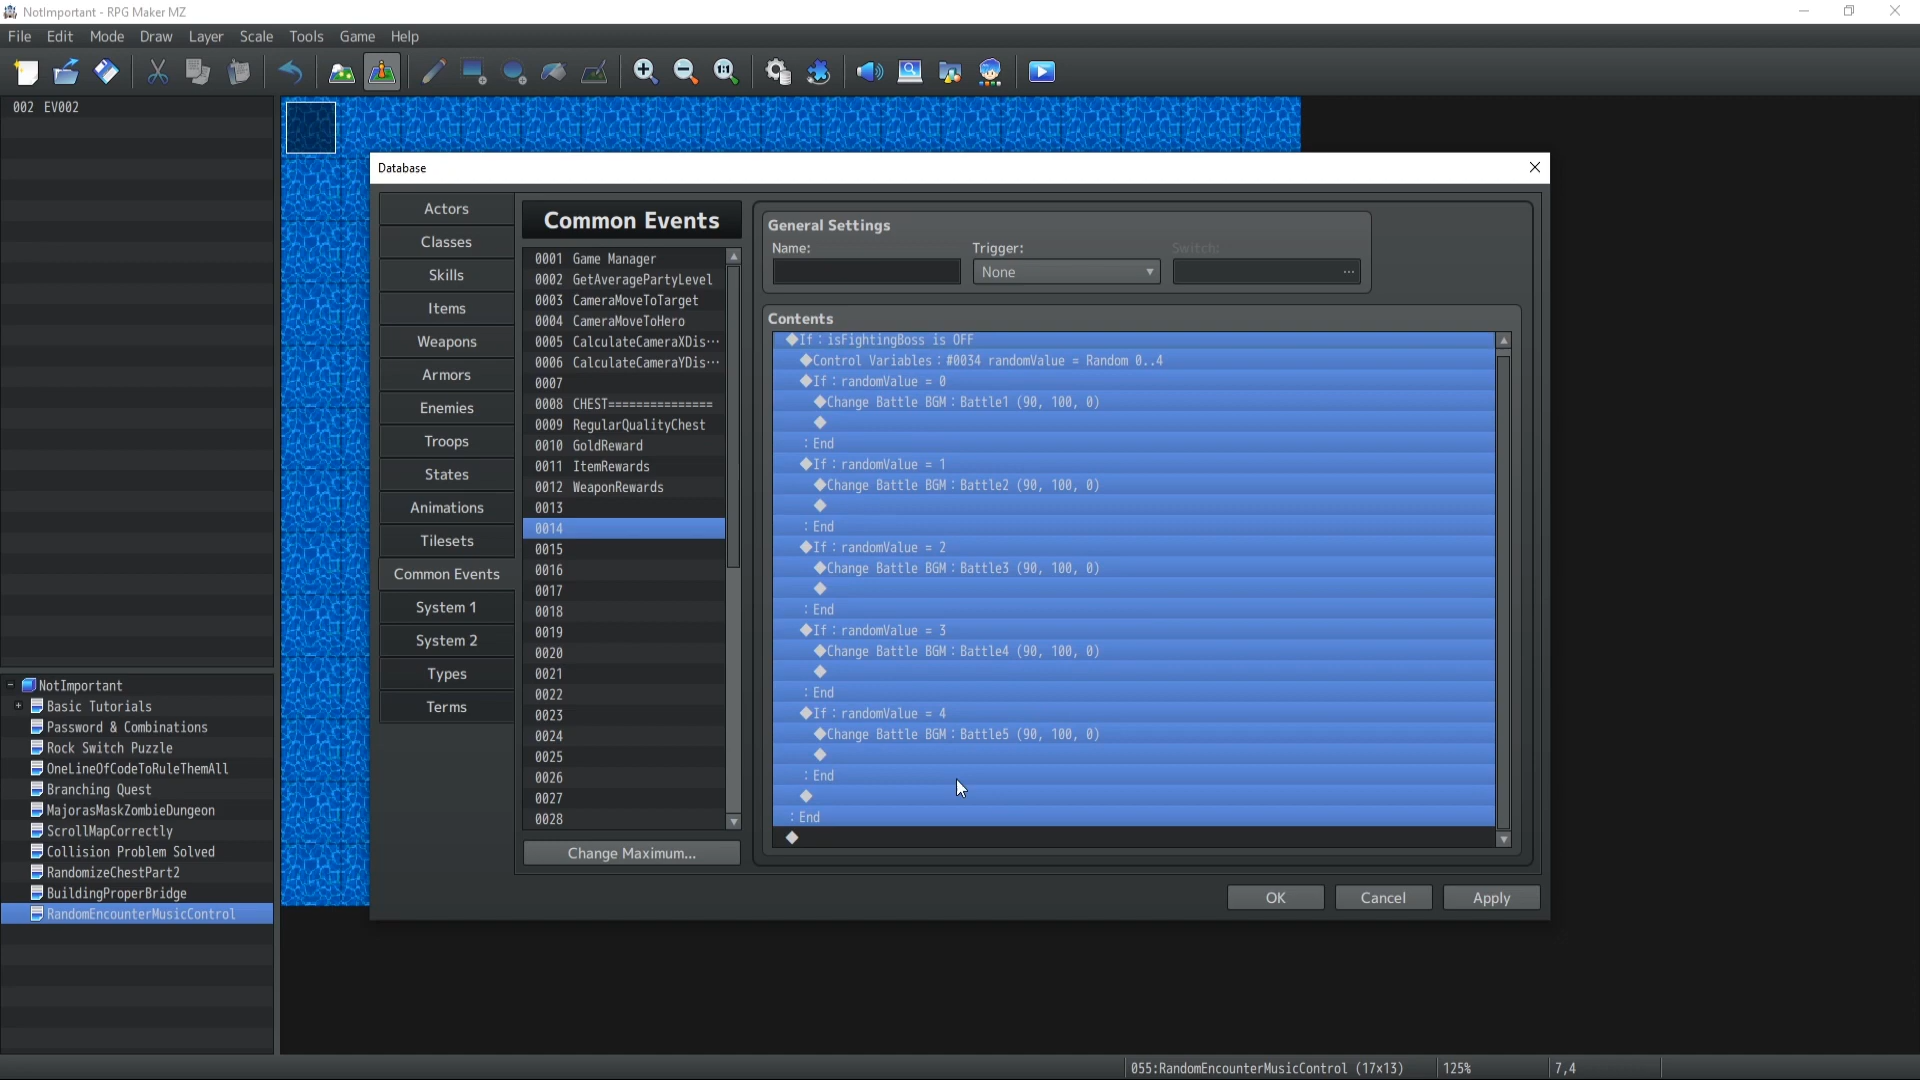 NotImportant - RPG Maker MZ
File Edit Mode Draw Layer Scale Tools Game Help
1:1
002 EV002
Database
Actors
Classes
Skills
Items
Weapons
Armors
Enemies
Troops
States
Animations
Tilesets
Common Events
System 1
System 2
Types
Terms
Common Events
0001 Game Manager
0002 GetAveragePartyLevel
0003 CameraMoveToTarget
0004 CameraMoveToHero
0005 CalculateCameraXDis…
0006 CalculateCameraYDis…
0007
0008 CHEST===============
0009 RegularQualityChest
0010 GoldReward
0011 ItemRewards
0012 WeaponRewards
0013
0014
0015
0016
0017
0018
0019
0020
0021
0022
0023
0024
0025
0026
0027
0028
Change Maximum...
General Settings
Name: Trigger: Switch:
None ...
Contents
◆If : isFightingBoss is OFF
◆Control Variables : #0034 randomValue = Random 0..4
◆If : randomValue = 0
◆Change Battle BGM : Battle1 (90, 100, 0)
◆
: End
◆If : randomValue = 1
◆Change Battle BGM : Battle2 (90, 100, 0)
◆
: End
◆If : randomValue = 2
◆Change Battle BGM : Battle3 (90, 100, 0)
◆
: End
◆If : randomValue = 3
◆Change Battle BGM : Battle4 (90, 100, 0)
◆
: End
◆If : randomValue = 4
◆Change Battle BGM : Battle5 (90, 100, 0)
◆
: End
◆
: End
◆
OK Cancel Apply
NotImportant
Basic Tutorials
Password & Combinations
Rock Switch Puzzle
OneLineOfCodeToRuleThemAll
Branching Quest
MajorasMaskZombieDungeon
ScrollMapCorrectly
Collision Problem Solved
RandomizeChestPart2
BuildingProperBridge
RandomEncounterMusicControl
055:RandomEncounterMusicControl (17x13) 125% 7,4